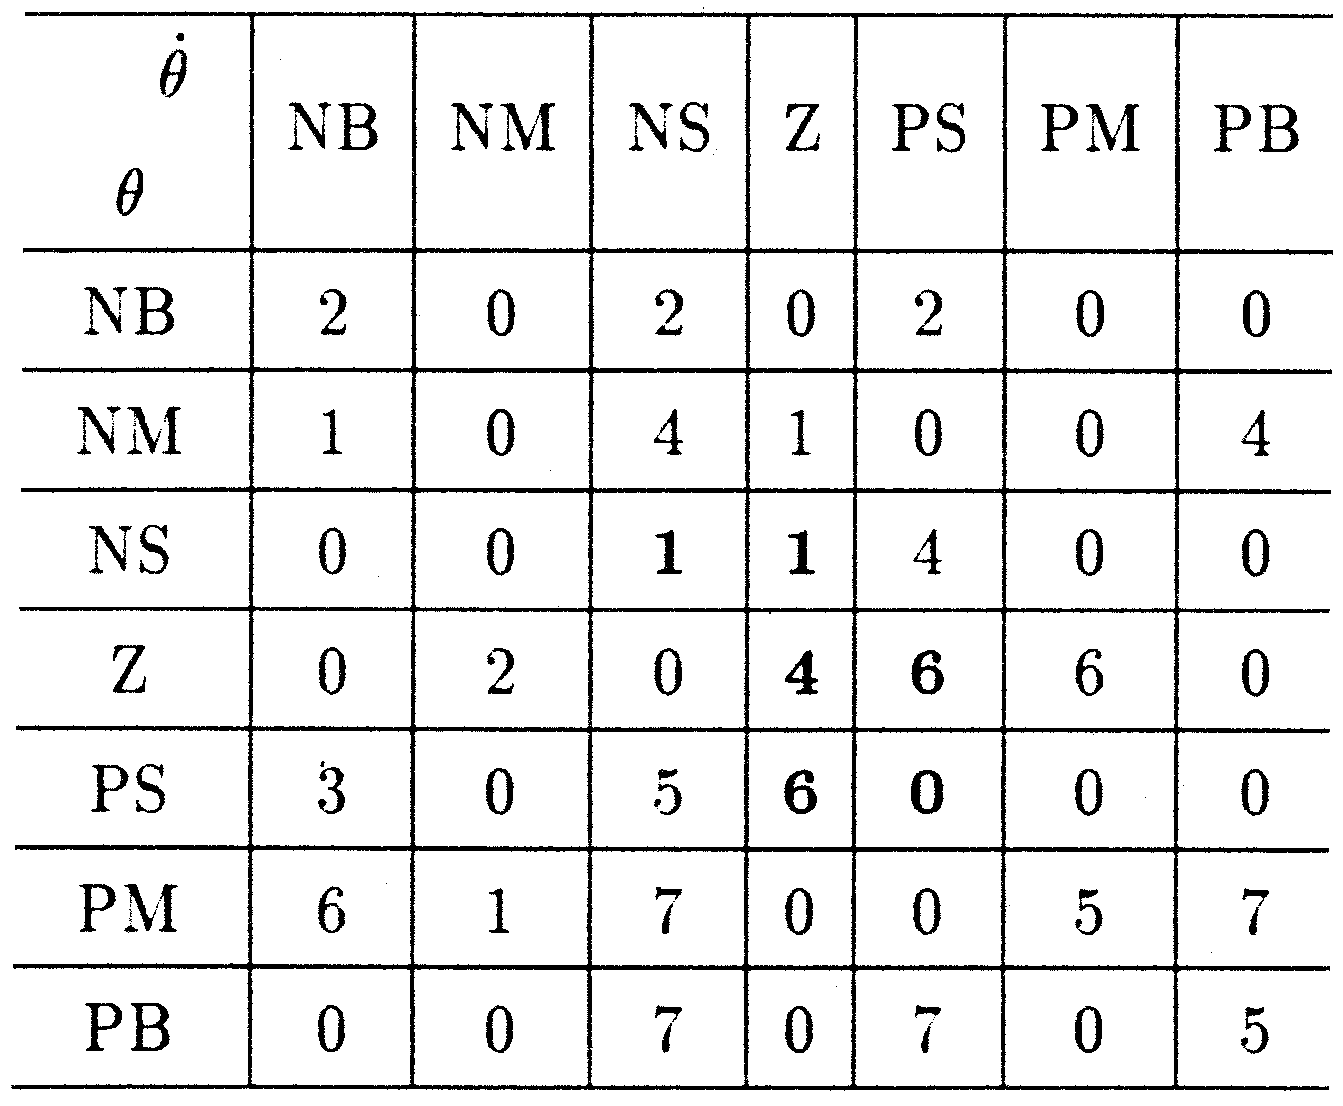 θ̇
NB NM NS Z PS PM PB
θ
NB 2 0 2 0 2 0 0
NM 1 0 4 1 0 0 4
NS 0 0 1 1 4 0 0
Z 0 2 0 4 6 6 0
PS 3 0 5 6 0 0 0
PM 6 1 7 0 0 5 7
PB 0 0 7 0 7 0 5